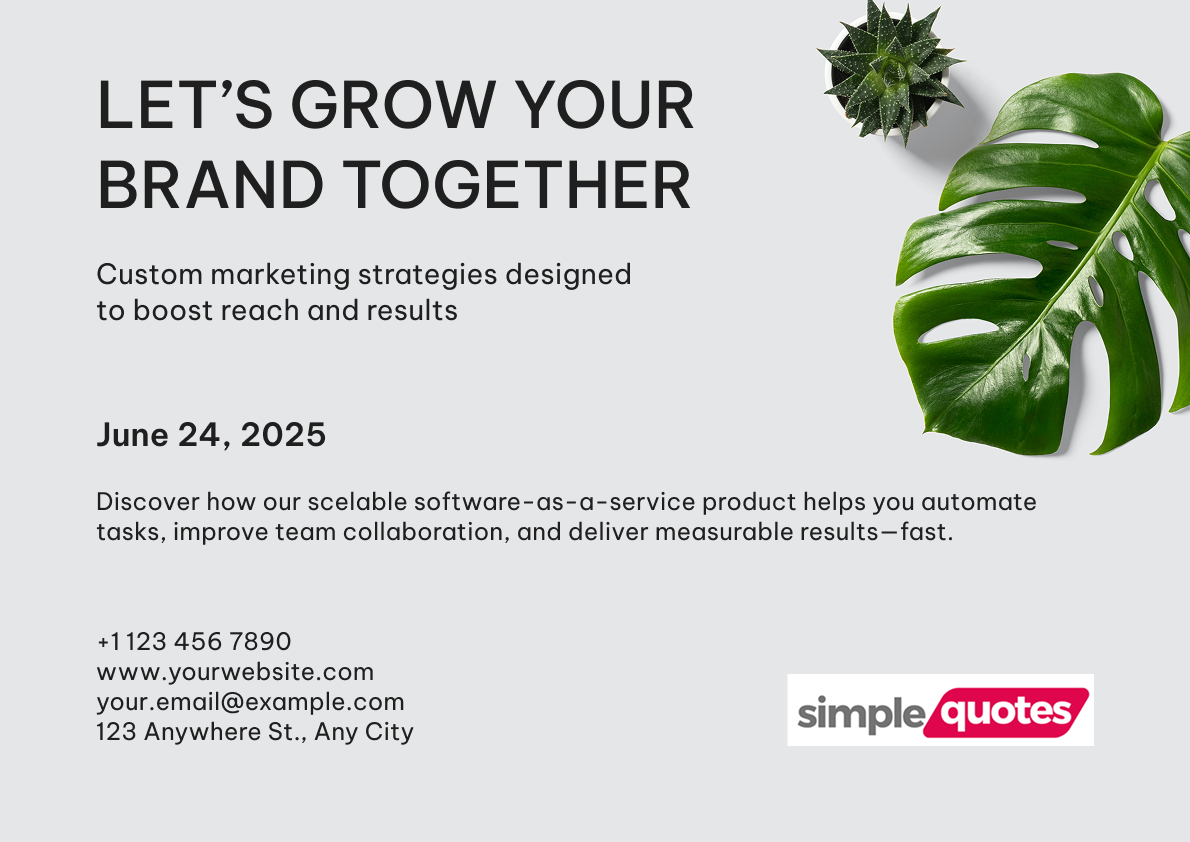 LET’S GROW YOUR
BRAND TOGETHER
Custom marketing strategies designed
to boost reach and results
June 24, 2025
Discover how our scelable software-as-a-service product helps you automate
tasks, improve team collaboration, and deliver measurable results—fast.
+1 123 456 7890
www.yourwebsite.com
your.email@example.com
123 Anywhere St., Any City
simple quotes